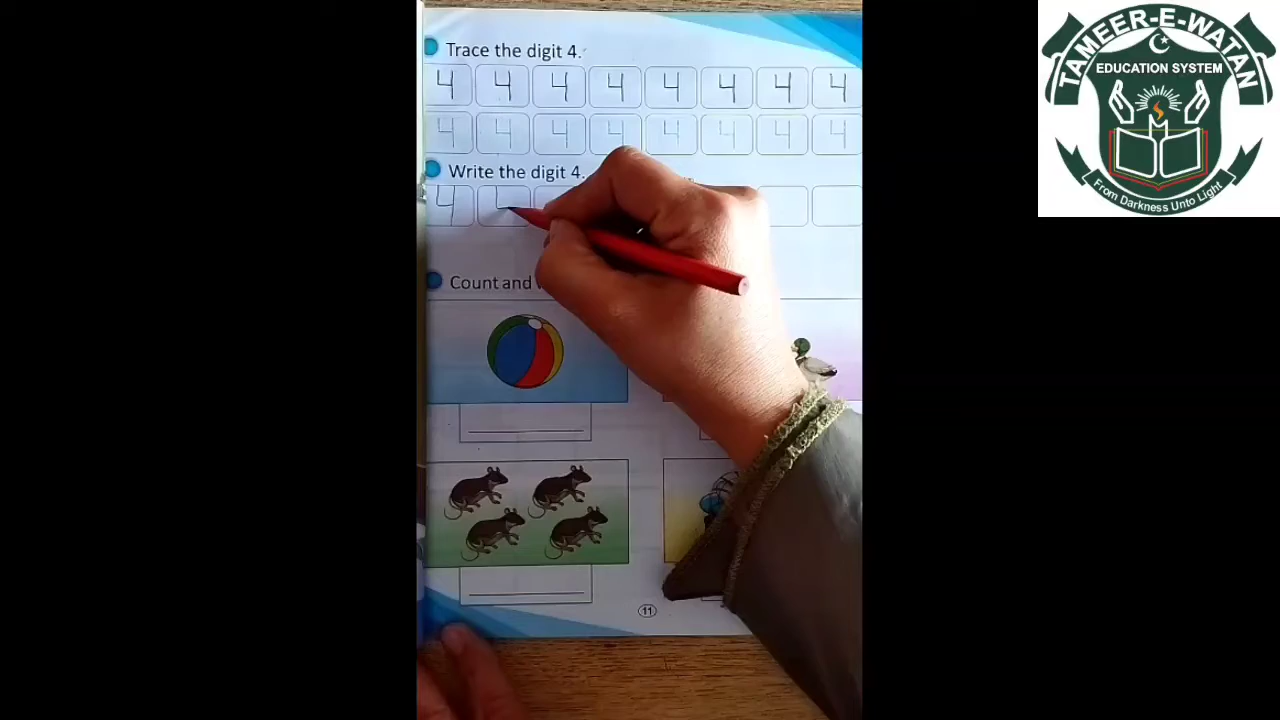 Trace the digit 4.
4 4 4 4 4 4 4 4
4 4 4 4 4 4 4 4
Write the digit 4.
4
Count and
11
TAMEER-E-WATAN
EDUCATION SYSTEM
From Darkness Unto Light